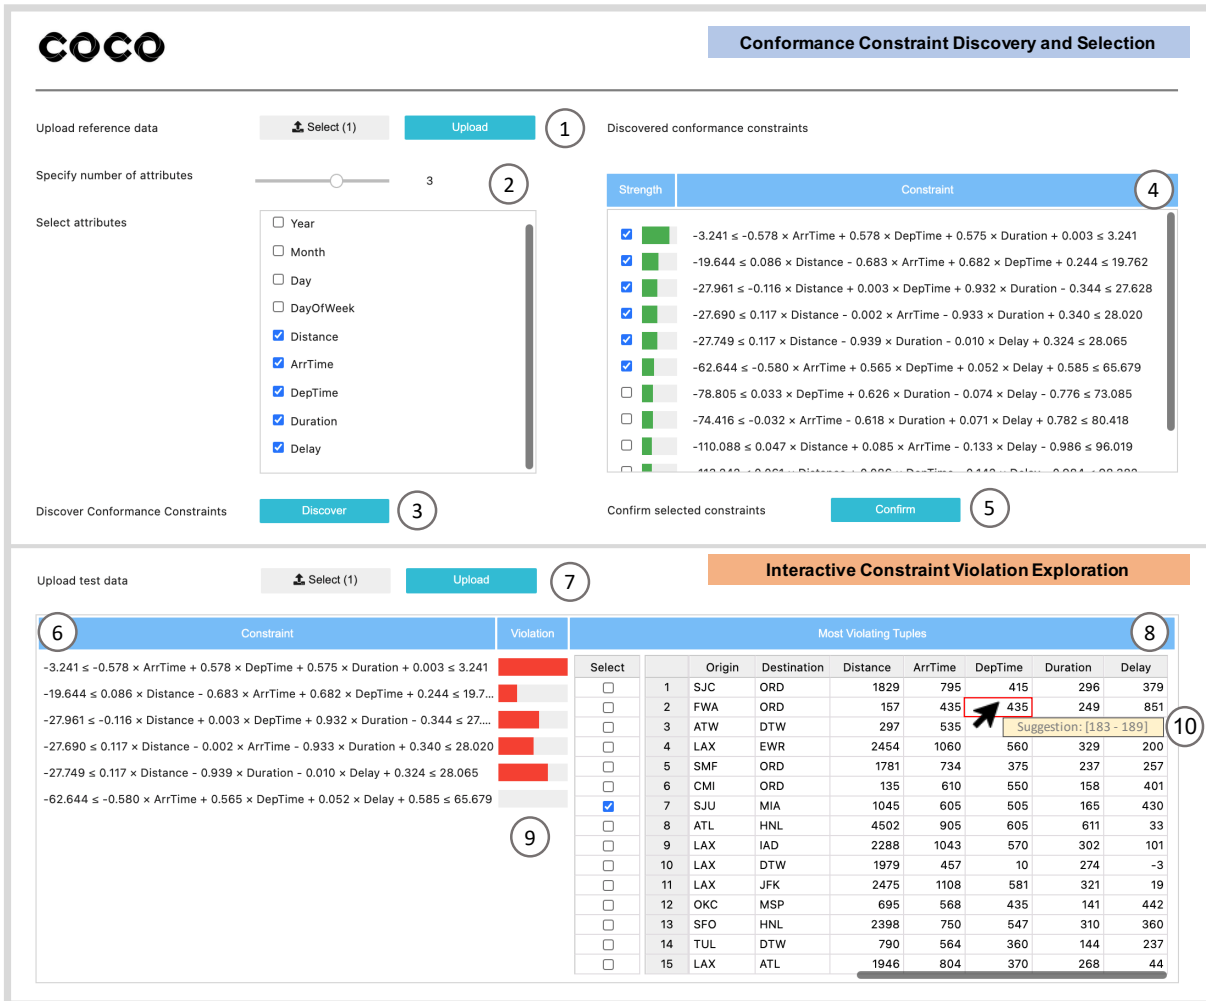 COCO
Conformance Constraint Discovery and Selection
Upload reference data
Select (1)
Upload
1
Specify number of attributes
3
2
Select attributes
Year
Month
Day
DayOfWeek
Distance
ArrTime
DepTime
Duration
Delay
Discover Conformance Constraints
Discover
3
Discovered conformance constraints
Strength Constraint
4
-3.241 ≤ -0.578 × ArrTime + 0.578 × DepTime + 0.575 × Duration + 0.003 ≤ 3.241
-19.644 ≤ 0.086 × Distance - 0.683 × ArrTime + 0.682 × DepTime + 0.244 ≤ 19.762
-27.961 ≤ -0.116 × Distance + 0.003 × DepTime + 0.932 × Duration - 0.344 ≤ 27.628
-27.690 ≤ 0.117 × Distance - 0.002 × ArrTime - 0.933 × Duration + 0.340 ≤ 28.020
-27.749 ≤ 0.117 × Distance - 0.939 × Duration - 0.010 × Delay + 0.324 ≤ 28.065
-62.644 ≤ -0.580 × ArrTime + 0.565 × DepTime + 0.052 × Delay + 0.585 ≤ 65.679
-78.805 ≤ 0.033 × DepTime + 0.626 × Duration - 0.074 × Delay - 0.776 ≤ 73.085
-74.416 ≤ -0.032 × ArrTime - 0.618 × Duration + 0.071 × Delay + 0.782 ≤ 80.418
-110.088 ≤ 0.047 × Distance + 0.085 × ArrTime - 0.133 × Delay - 0.986 ≤ 96.019
Confirm selected constraints
Confirm
5
Upload test data
Select (1)
Upload
7
Interactive Constraint Violation Exploration
6
Constraint Violation
-3.241 ≤ -0.578 × ArrTime + 0.578 × DepTime + 0.575 × Duration + 0.003 ≤ 3.241
-19.644 ≤ 0.086 × Distance - 0.683 × ArrTime + 0.682 × DepTime + 0.244 ≤ 19.7...
-27.961 ≤ -0.116 × Distance + 0.003 × DepTime + 0.932 × Duration - 0.344 ≤ 27....
-27.690 ≤ 0.117 × Distance - 0.002 × ArrTime - 0.933 × Duration + 0.340 ≤ 28.020
-27.749 ≤ 0.117 × Distance - 0.939 × Duration - 0.010 × Delay + 0.324 ≤ 28.065
-62.644 ≤ -0.580 × ArrTime + 0.565 × DepTime + 0.052 × Delay + 0.585 ≤ 65.679
9
Most Violating Tuples
8
Select Origin Destination Distance ArrTime DepTime Duration Delay
1 SJC ORD 1829 795 415 296 379
2 FWA ORD 157 435 435 249 851
3 ATW DTW 297 535
Suggestion: [183 - 189]
10
4 LAX EWR 2454 1060 560 329 200
5 SMF ORD 1781 734 375 237 257
6 CMI ORD 135 610 550 158 401
7 SJU MIA 1045 605 505 165 430
8 ATL HNL 4502 905 605 611 33
9 LAX IAD 2288 1043 570 302 101
10 LAX DTW 1979 457 10 274 -3
11 LAX JFK 2475 1108 581 321 19
12 OKC MSP 695 568 435 141 442
13 SFO HNL 2398 750 547 310 360
14 TUL DTW 790 564 360 144 237
15 LAX ATL 1946 804 370 268 44